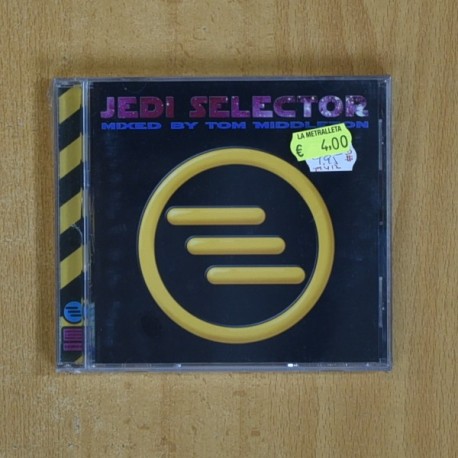 JEDI SELECTOR
MIXED BY TOM MIDDLETON
LA METRALLETA
€ 4,00